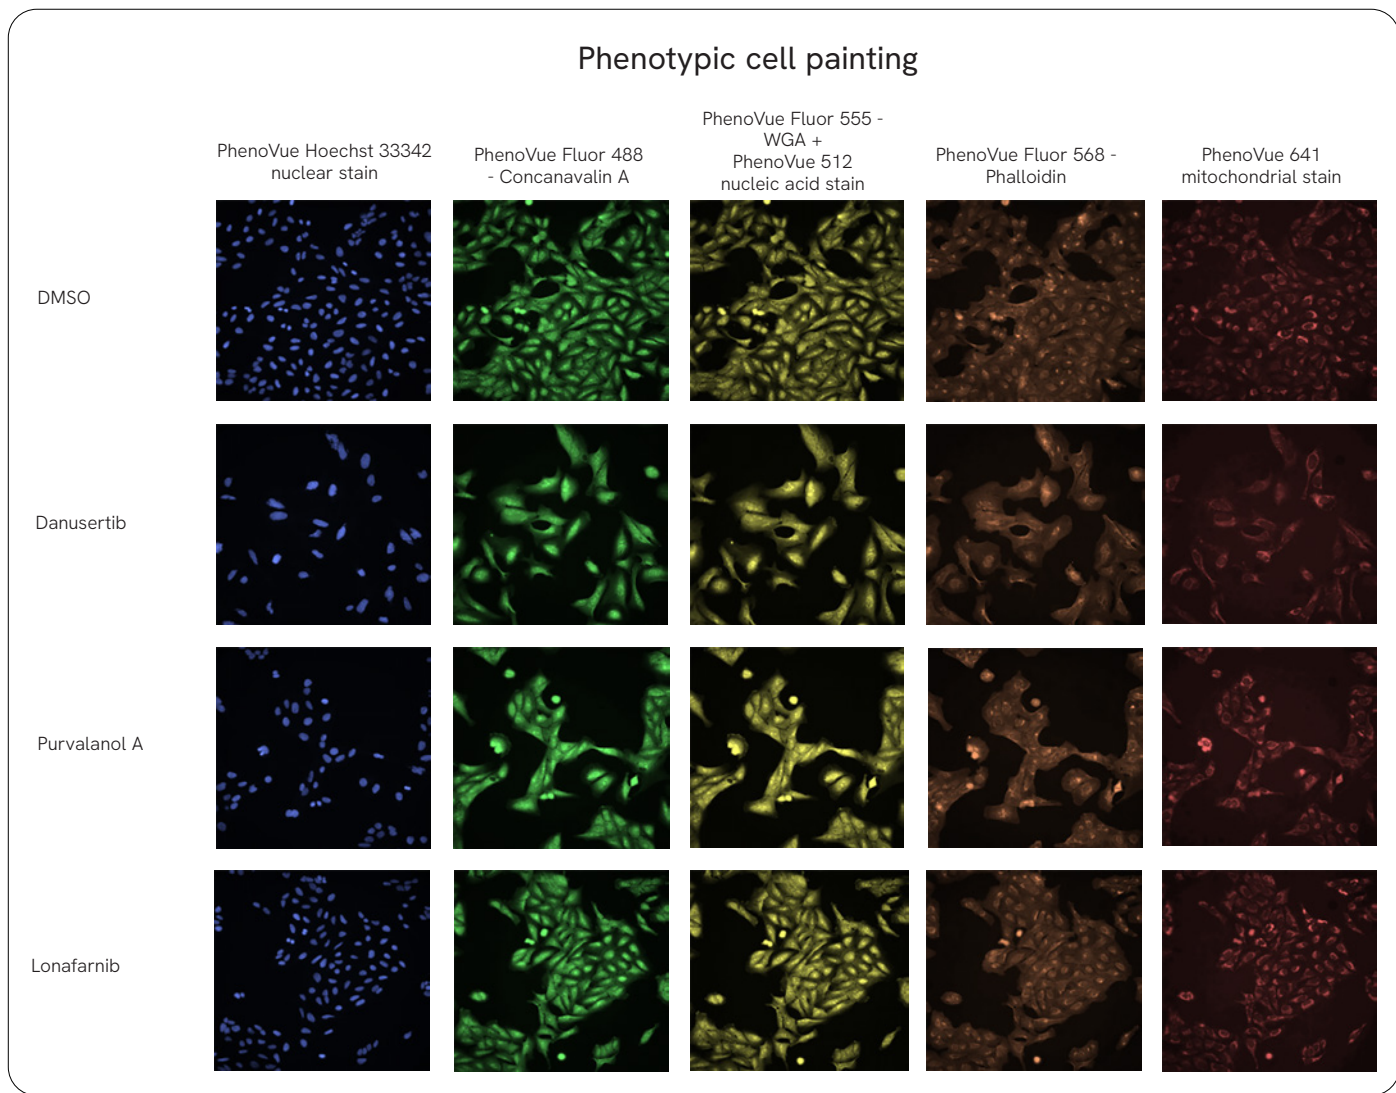 Phenotypic cell painting
PhenoVue Hoechst 33342
nuclear stain
PhenoVue Fluor 488
- Concanavalin A
PhenoVue Fluor 555 -
WGA +
PhenoVue 512
nucleic acid stain
PhenoVue Fluor 568 -
Phalloidin
PhenoVue 641
mitochondrial stain
DMSO
Danusertib
Purvalanol A
Lonafarnib